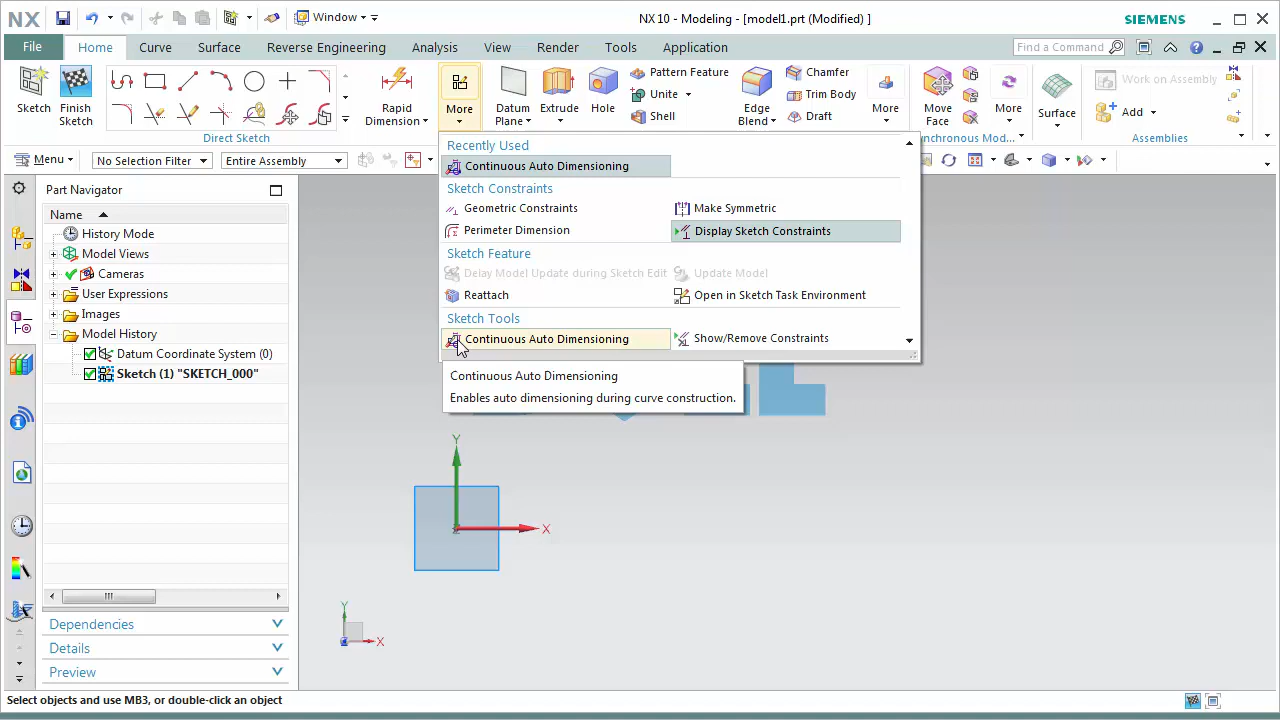 NX
Window
NX 10 - Modeling - [model1.prt (Modified) ]
SIEMENS
File
Home
Curve
Surface
Reverse Engineering
Analysis
View
Render
Tools
Application
Find a Command
Sketch
Finish
Sketch
Direct Sketch
Rapid
Dimension
More
Datum
Plane
Extrude
Hole
Pattern Feature
Unite
Shell
Edge
Blend
Chamfer
Trim Body
Draft
More
Move
Face
More
nchronous Mod...
Surface
Work on Assembly
Add
Assemblies
Menu
No Selection Filter
Entire Assembly
Part Navigator
Name
History Mode
Model Views
Cameras
User Expressions
Images
Model History
Datum Coordinate System (0)
Sketch (1) "SKETCH_000"
Dependencies
Details
Preview
Recently Used
Continuous Auto Dimensioning
Sketch Constraints
Geometric Constraints
Make Symmetric
Perimeter Dimension
Display Sketch Constraints
Sketch Feature
Delay Model Update during Sketch Edit
Update Model
Reattach
Open in Sketch Task Environment
Sketch Tools
Continuous Auto Dimensioning
Show/Remove Constraints
Continuous Auto Dimensioning
Enables auto dimensioning during curve construction.
Y
X
Y
X
Select objects and use MB3, or double-click an object